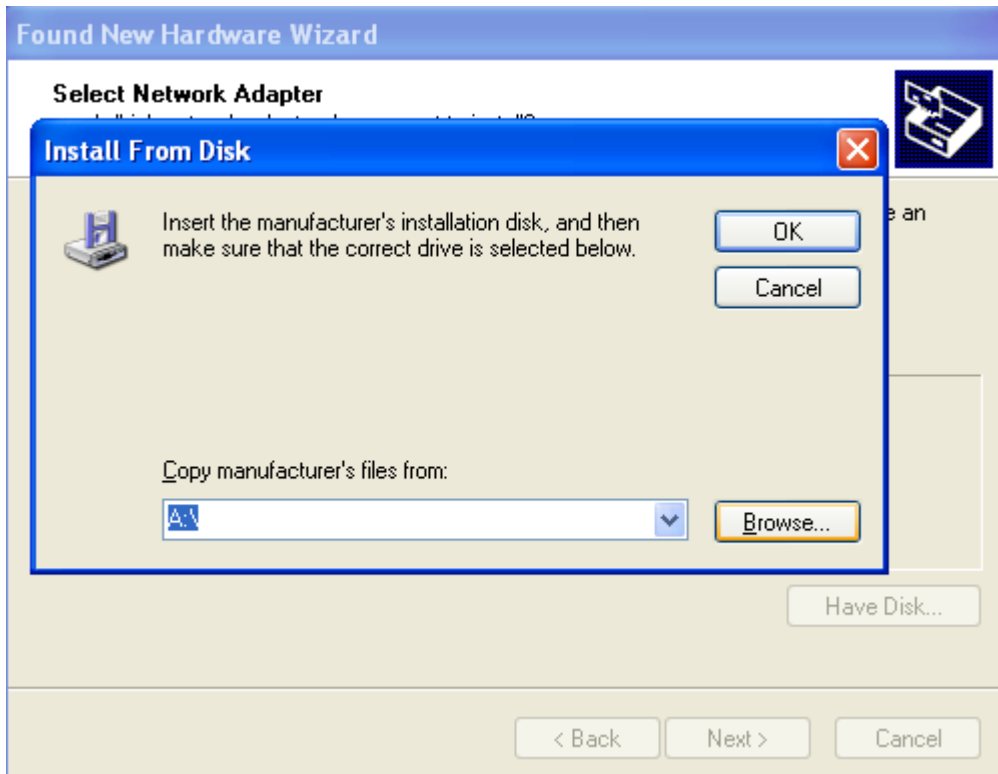 Found New Hardware Wizard
Select Network Adapter
Install From Disk
Insert the manufacturer's installation disk, and then
make sure that the correct drive is selected below.
OK
e an
Cancel
Copy manufacturer's files from:
A:\
Browse...
Have Disk...
< Back
Next >
Cancel